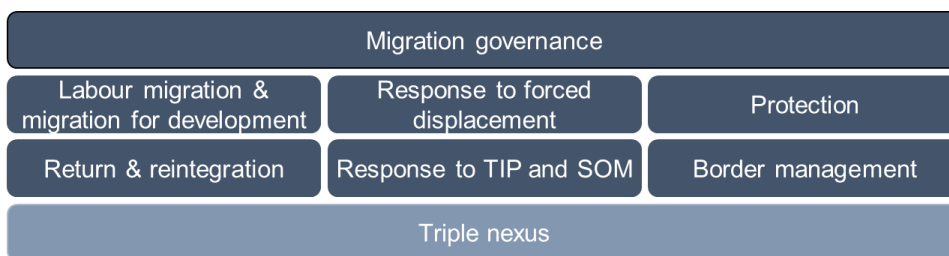 Migration governance
Labour migration &
migration for development
Response to forced
displacement
Protection
Return & reintegration
Response to TIP and SOM
Border management
Triple nexus